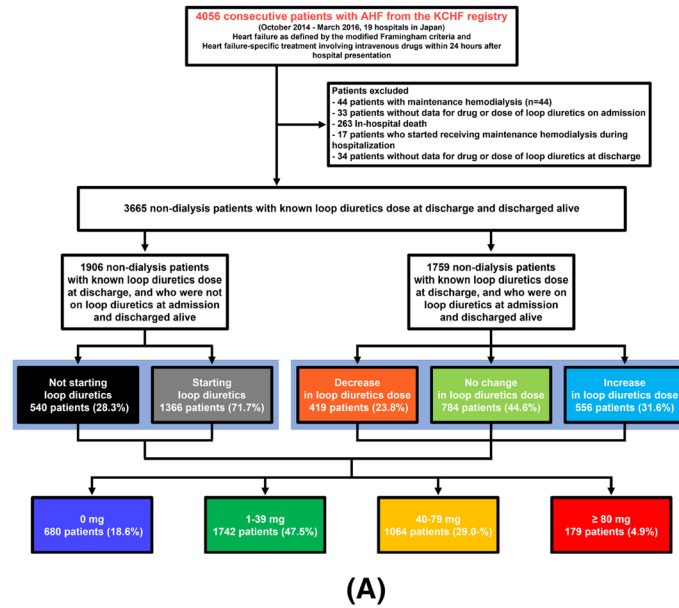 4056 consecutive patients with AHF from the KCHF registry
(October 2014 - March 2016, 19 hospitals in Japan)
Heart failure as defined by the modified Framingham criteria and
Heart failure-specific treatment involving intravenous drugs within 24 hours after
hospital presentation
Patients excluded
- 44 patients with maintenance hemodialysis (n=44)
- 33 patients without data for drug or dose of loop diuretics on admission
- 263 In-hospital death
- 17 patients who started receiving maintenance hemodialysis during
hospitalization
- 34 patients without data for drug or dose of loop diuretics at discharge
3665 non-dialysis patients with known loop diuretics dose at discharge and discharged alive
1906 non-dialysis patients
with known loop diuretics dose
at discharge, and who were not
on loop diuretics at admission
and discharged alive
1759 non-dialysis patients
with known loop diuretics dose
at discharge, and who were on
loop diuretics at admission
and discharged alive
Not starting
loop diuretics
540 patients (28.3%)
Starting
loop diuretics
1366 patients (71.7%)
Decrease
in loop diuretics dose
419 patients (23.8%)
No change
in loop diuretics dose
784 patients (44.6%)
Increase
in loop diuretics dose
556 patients (31.6%)
0 mg
680 patients (18.6%)
1-39 mg
1742 patients (47.5%)
40-79 mg
1064 patients (29.0-%)
≥ 80 mg
179 patients (4.9%)
(A)